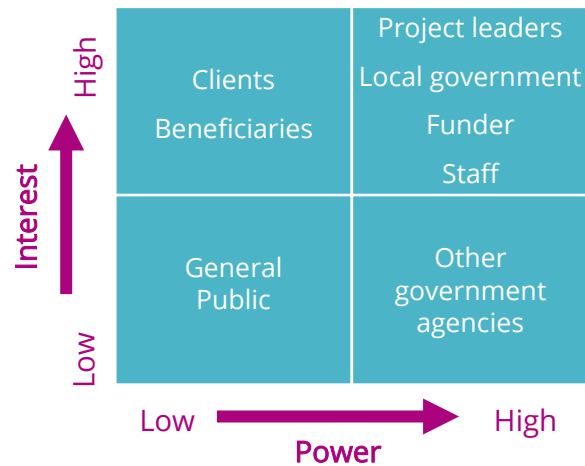 High
Interest
Low
Clients
Beneficiaries
Project leaders
Local government
Funder
Staff
General
Public
Other
government
agencies
Low
High
Power